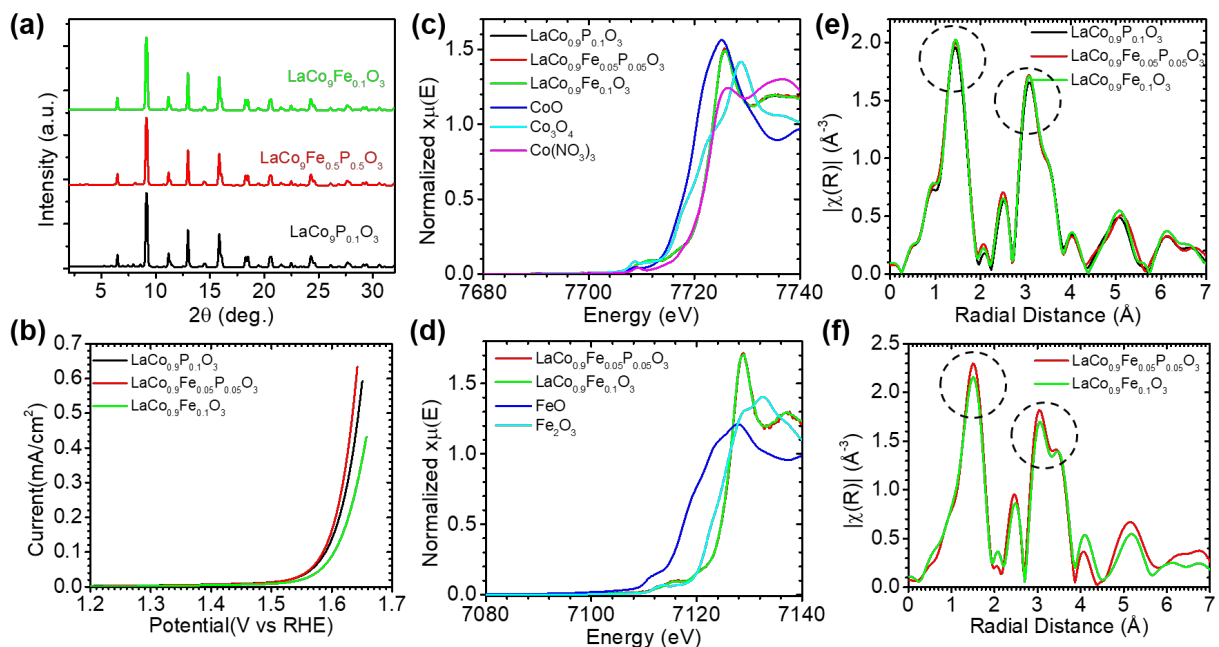 (a)
Intensity (a.u.)
LaCo9Fe0.1O3
LaCo9Fe0.5P0.5O3
LaCo9P0.1O3
5 10 15 20 25 30
2θ (deg.)
(b)
Current(mA/cm2)
0.7
0.6
0.5
0.4
0.3
0.2
0.1
0.0
LaCo0.9P0.1O3
LaCo0.9Fe0.05P0.05O3
LaCo0.9Fe0.1O3
1.2 1.3 1.4 1.5 1.6 1.7
Potential(V vs RHE)
(c)
Normalized xμ(E)
1.5
1.0
0.5
0.0
LaCo0.9P0.1O3
LaCo0.9Fe0.05P0.05O3
LaCo0.9Fe0.1O3
CoO
Co3O4
Co(NO3)3
7680 7700 7720 7740
Energy (eV)
(d)
Normalized xμ(E)
1.5
1.0
0.5
0.0
LaCo0.9Fe0.05P0.05O3
LaCo0.9Fe0.1O3
FeO
Fe2O3
7080 7100 7120 7140
Energy (eV)
(e)
|χ(R)| (Å-3)
2.0
1.5
1.0
0.5
0.0
LaCo0.9P0.1O3
LaCo0.9Fe0.05P0.05O3
LaCo0.9Fe0.1O3
0 1 2 3 4 5 6 7
Radial Distance (Å)
(f)
|χ(R)| (Å-3)
2.5
2.0
1.5
1.0
0.5
0.0
LaCo0.9Fe0.05P0.05O3
LaCo0.9Fe0.1O3
0 1 2 3 4 5 6 7
Radial Distance (Å)